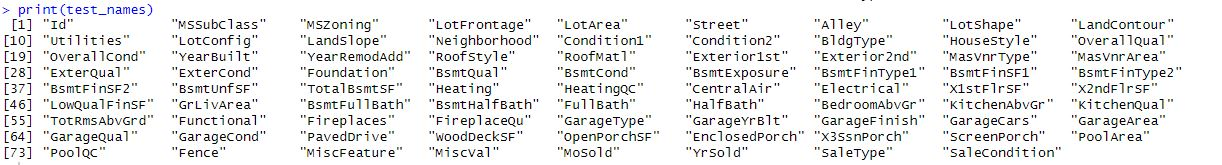 > print(test_names)
[1] "Id" "MSSubClass" "MSZoning" "LotFrontage" "LotArea" "Street" "Alley" "LotShape" "LandContour"
[10] "Utilities" "LotConfig" "LandSlope" "Neighborhood" "Condition1" "Condition2" "BldgType" "HouseStyle" "OverallQual"
[19] "OverallCond" "YearBuilt" "YearRemodAdd" "RoofStyle" "RoofMatl" "Exterior1st" "Exterior2nd" "MasVnrType" "MasVnrArea"
[28] "ExterQual" "ExterCond" "Foundation" "BsmtQual" "BsmtCond" "BsmtExposure" "BsmtFinType1" "BsmtFinSF1" "BsmtFinType2"
[37] "BsmtFinSF2" "BsmtUnfSF" "TotalBsmtSF" "Heating" "HeatingQC" "CentralAir" "Electrical" "X1stFlrSF" "X2ndFlrSF"
[46] "LowQualFinSF" "GrLivArea" "BsmtFullBath" "BsmtHalfBath" "FullBath" "HalfBath" "BedroomAbvGr" "KitchenAbvGr" "KitchenQual"
[55] "TotRmsAbvGrd" "Functional" "Fireplaces" "FireplaceQu" "GarageType" "GarageYrBlt" "GarageFinish" "GarageCars" "GarageArea"
[64] "GarageQual" "GarageCond" "PavedDrive" "WoodDeckSF" "OpenPorchSF" "EnclosedPorch" "X3SsnPorch" "ScreenPorch" "PoolArea"
[73] "PoolQC" "Fence" "MiscFeature" "MiscVal" "MoSold" "YrSold" "SaleType" "SaleCondition"